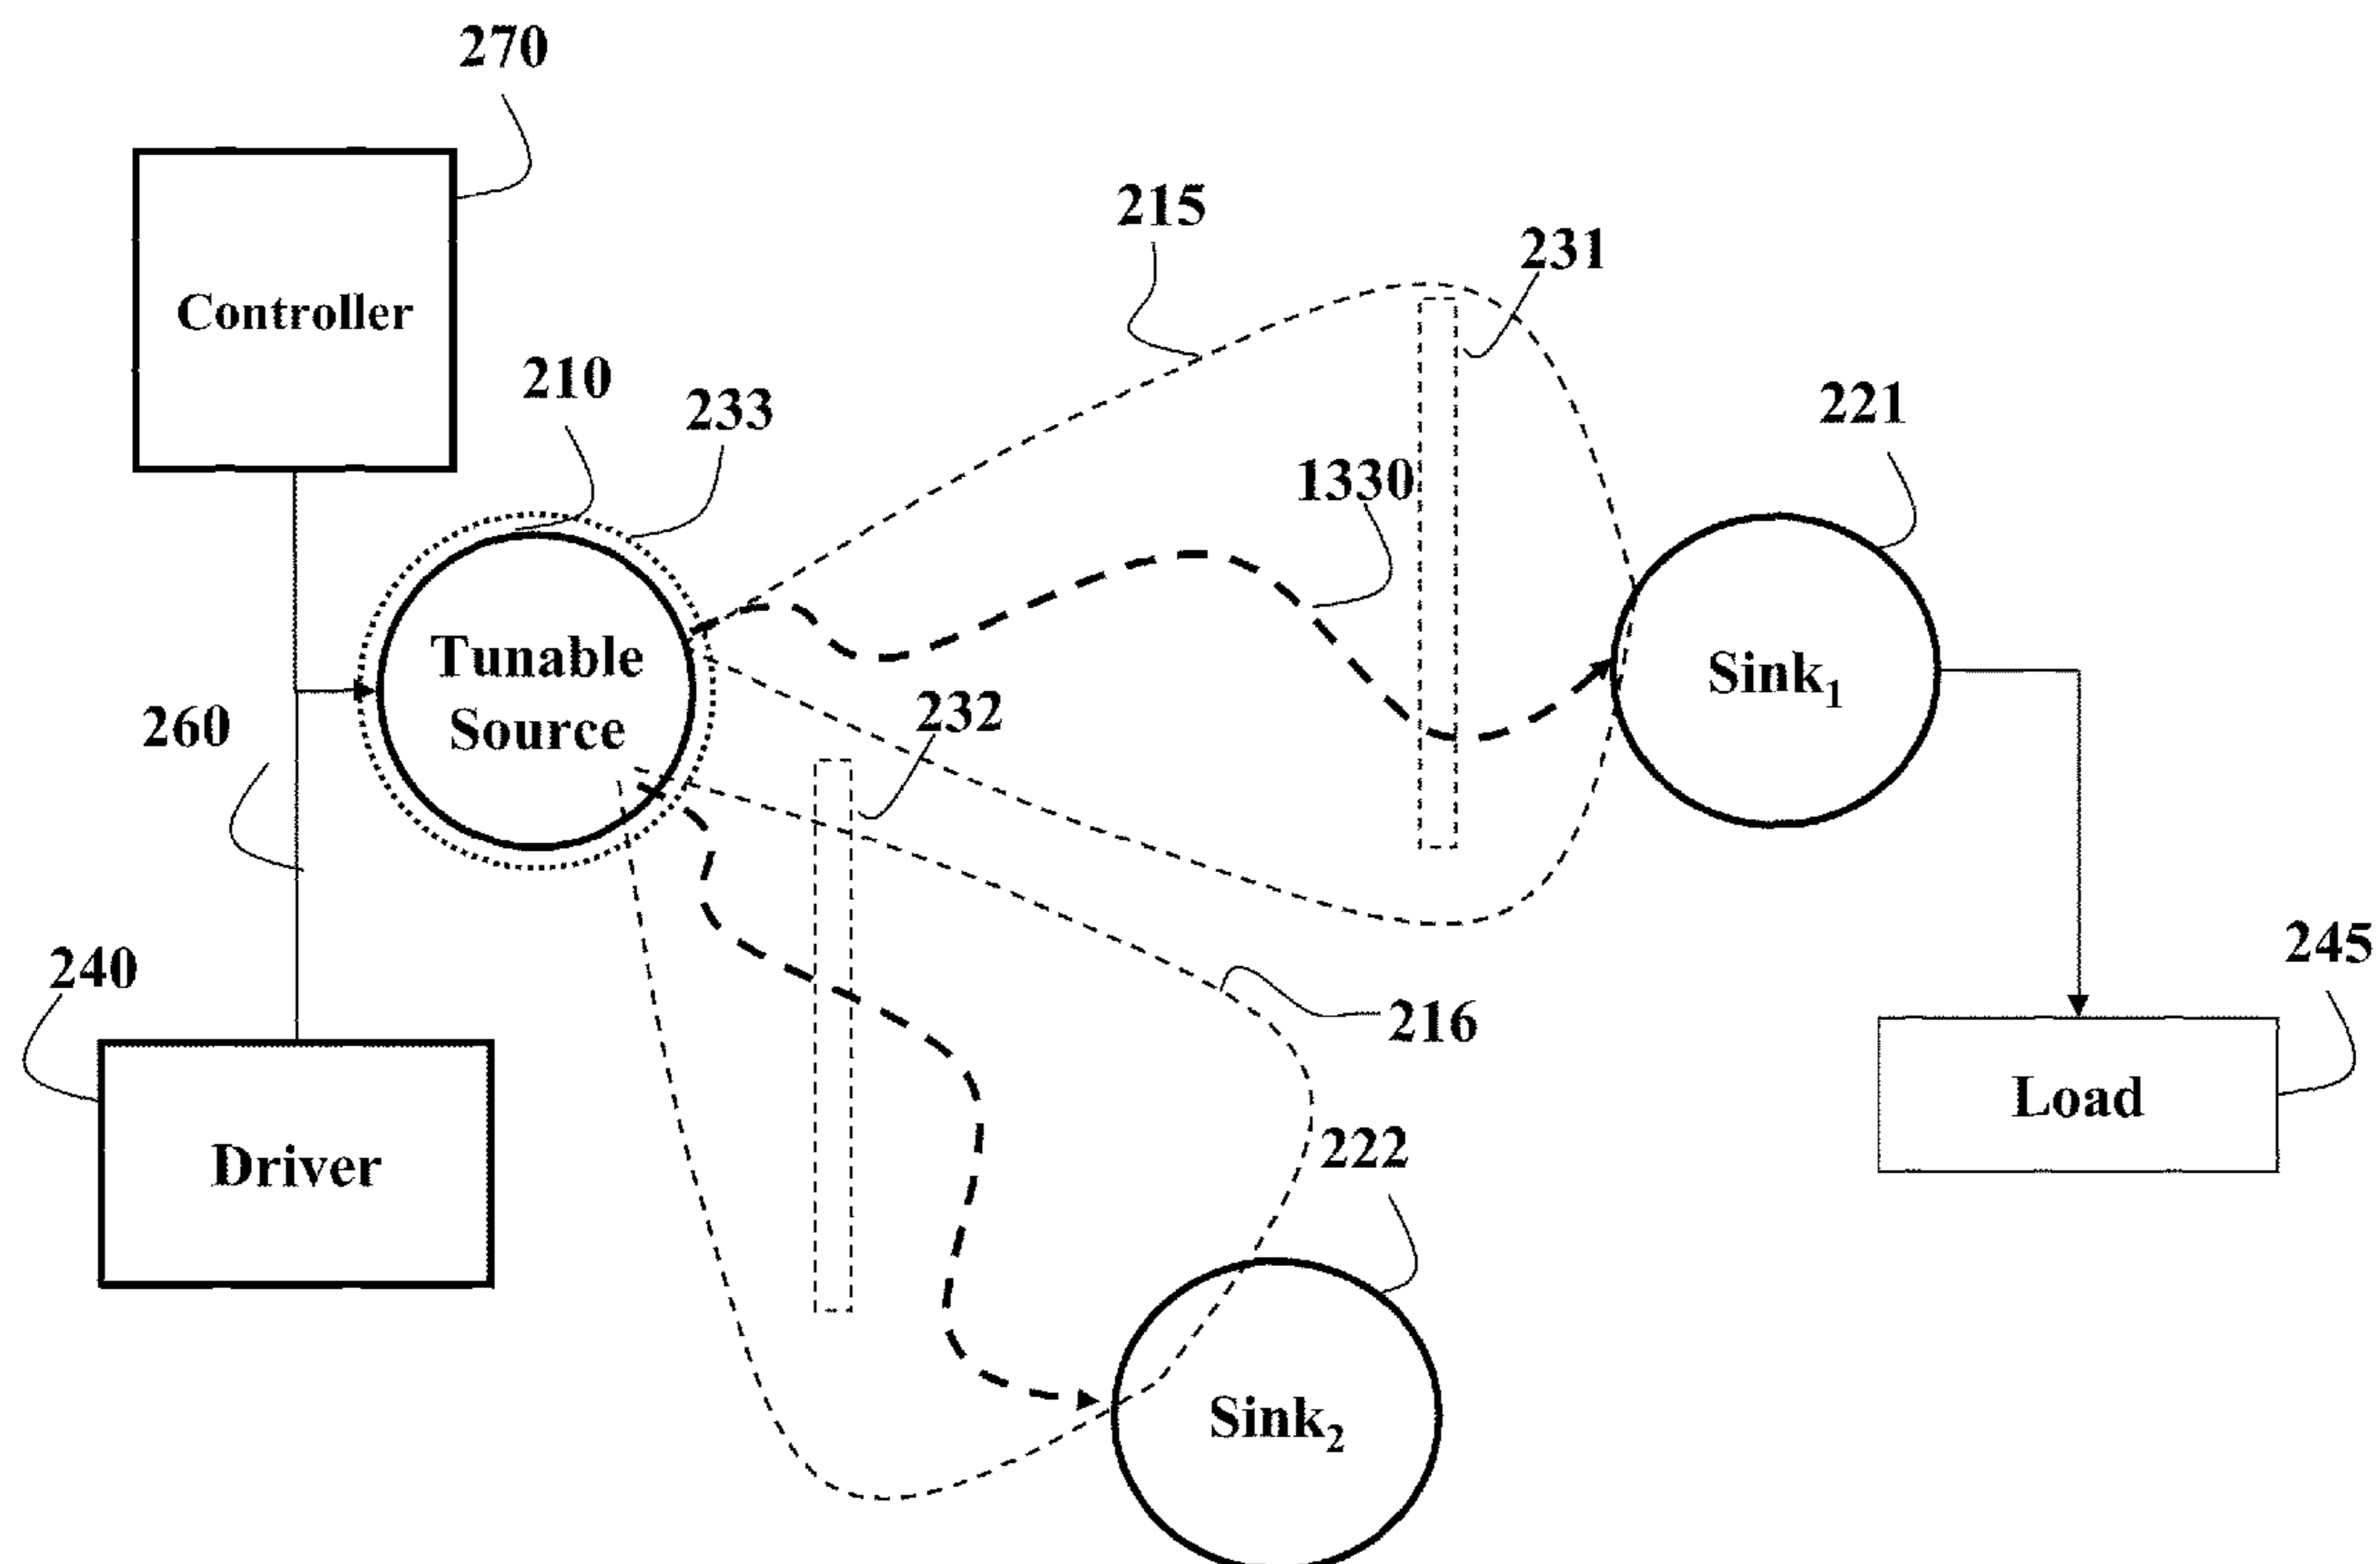 270
215
231
Controller
210
233
221
1330
Tunable
Source
Sink₁
232
260
240
245
216
Load
222
Driver
Sink₂